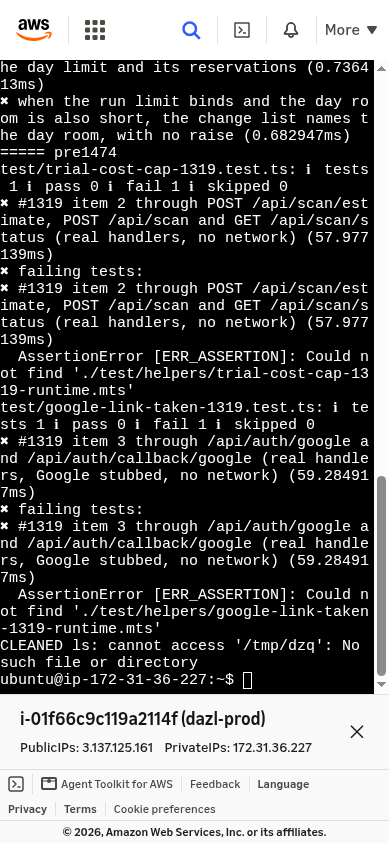 aws
More
he day limit and its reservations (0.7364
13ms)
✖ when the run limit binds and the day ro
om is also short, the change list names t
he day room, with no raise (0.682947ms)
===== pre1474
test/trial-cost-cap-1319.test.ts: ℹ tests
 1 ℹ pass 0 ℹ fail 1 ℹ skipped 0
✖ #1319 item 2 through POST /api/scan/est
imate, POST /api/scan and GET /api/scan/s
tatus (real handlers, no network) (57.977
139ms)
✖ failing tests:
✖ #1319 item 2 through POST /api/scan/est
imate, POST /api/scan and GET /api/scan/s
tatus (real handlers, no network) (57.977
139ms)
  AssertionError [ERR_ASSERTION]: Could n
ot find './test/helpers/trial-cost-cap-13
19-runtime.mts'
test/google-link-taken-1319.test.ts: ℹ te
sts 1 ℹ pass 0 ℹ fail 1 ℹ skipped 0
✖ #1319 item 3 through /api/auth/google a
nd /api/auth/callback/google (real handle
rs, Google stubbed, no network) (59.28491
7ms)
✖ failing tests:
✖ #1319 item 3 through /api/auth/google a
nd /api/auth/callback/google (real handle
rs, Google stubbed, no network) (59.28491
7ms)
  AssertionError [ERR_ASSERTION]: Could n
ot find './test/helpers/google-link-taken
-1319-runtime.mts'
CLEANED ls: cannot access '/tmp/dzq': No
such file or directory
ubuntu@ip-172-31-36-227:~$
i-01f66c9c119a2114f (dazl-prod)
PublicIPs: 3.137.125.161 PrivateIPs: 172.31.36.227
Agent Toolkit for AWS Feedback Language
Privacy Terms Cookie preferences
© 2026, Amazon Web Services, Inc. or its affiliates.